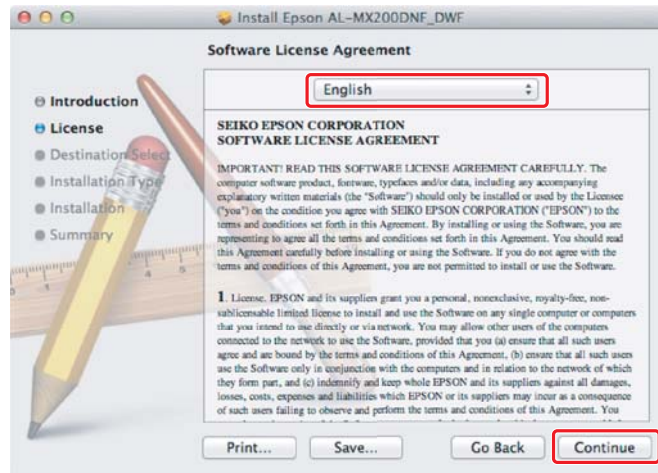 Install Epson AL-MX200DNF_DWF
Software License Agreement
English
Introduction
License
Destination Select
Installation Type
Installation
Summary
SEIKO EPSON CORPORATION
SOFTWARE LICENSE AGREEMENT
IMPORTANT! READ THIS SOFTWARE LICENSE AGREEMENT CAREFULLY. The
computer software product, fontware, typefaces and/or data, including any accompanying
explanatory written materials (the "Software") should only be installed or used by the Licensee
("you") on the condition you agree with SEIKO EPSON CORPORATION ("EPSON") to the
terms and conditions set forth in this Agreement. By installing or using the Software, you are
representing to agree all the terms and conditions set forth in this Agreement. You should read
this Agreement carefully before installing or using the Software. If you do not agree with the
terms and conditions of this Agreement, you are not permitted to install or use the Software.
1. License. EPSON and its suppliers grant you a personal, nonexclusive, royalty-free, non-
sublicensable limited license to install and use the Software on any single computer or computers
that you intend to use directly or via network. You may allow other users of the computers
connected to the network to use the Software, provided that you (a) ensure that all such users
agree and are bound by the terms and conditions of this Agreement, (b) ensure that all such users
use the Software only in conjunction with the computers and in relation to the network of which
they form part, and (c) indemnify and keep whole EPSON and its suppliers against all damages,
losses, costs, expenses and liabilities which EPSON or its suppliers may incur as a consequence
of such users failing to observe and perform the terms and conditions of this Agreement. You
Print...
Save...
Go Back
Continue